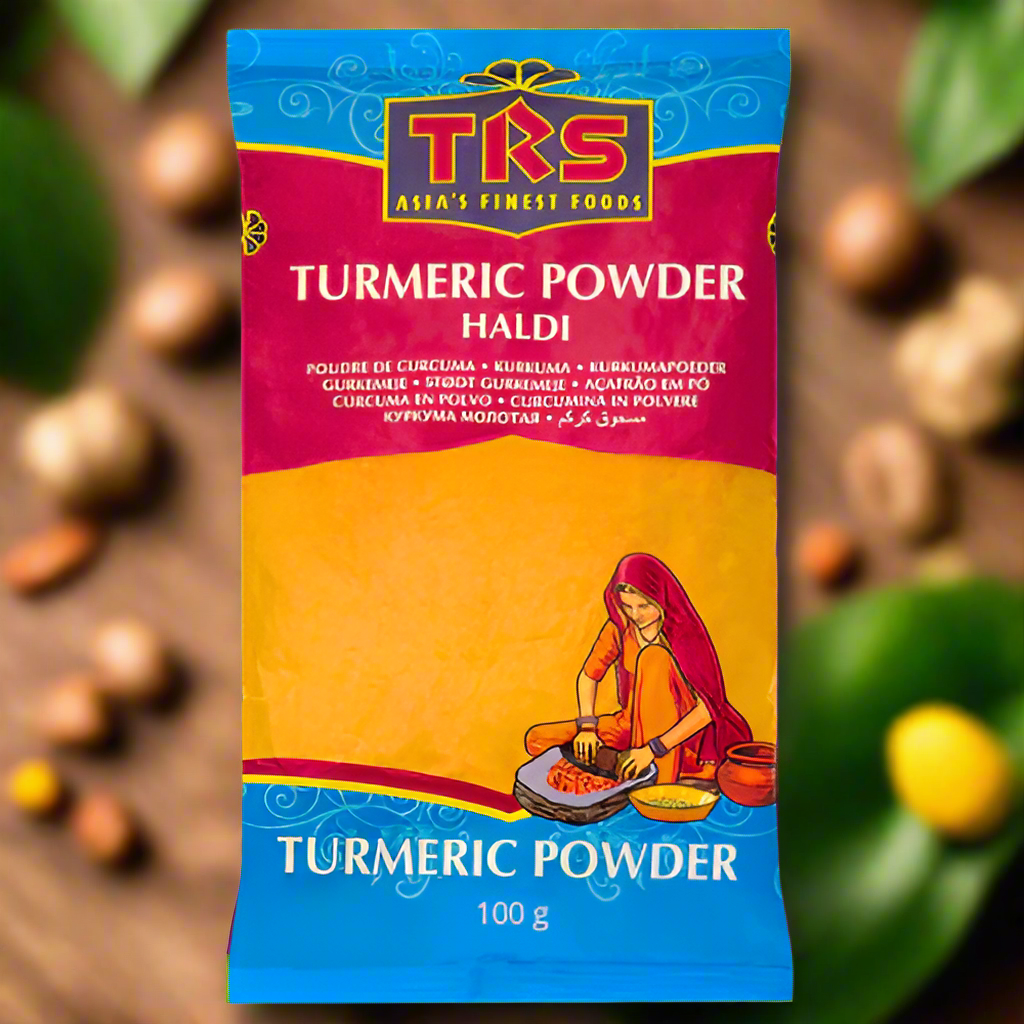 TRS
ASIA'S FINEST FOODS
TURMERIC POWDER
HALDI
POUDRE DE CURCUMA • KURKUMA • KURKUMAPOEDER
GURKEMEJE • STØDT GURKEMEJE • AÇAFRÃO EM PÓ
CURCUMA EN POLVO • CURCUMINA IN POLVERE
КУРКУМА МОЛОТАЯ • مسحوق كركم
TURMERIC POWDER
100 g